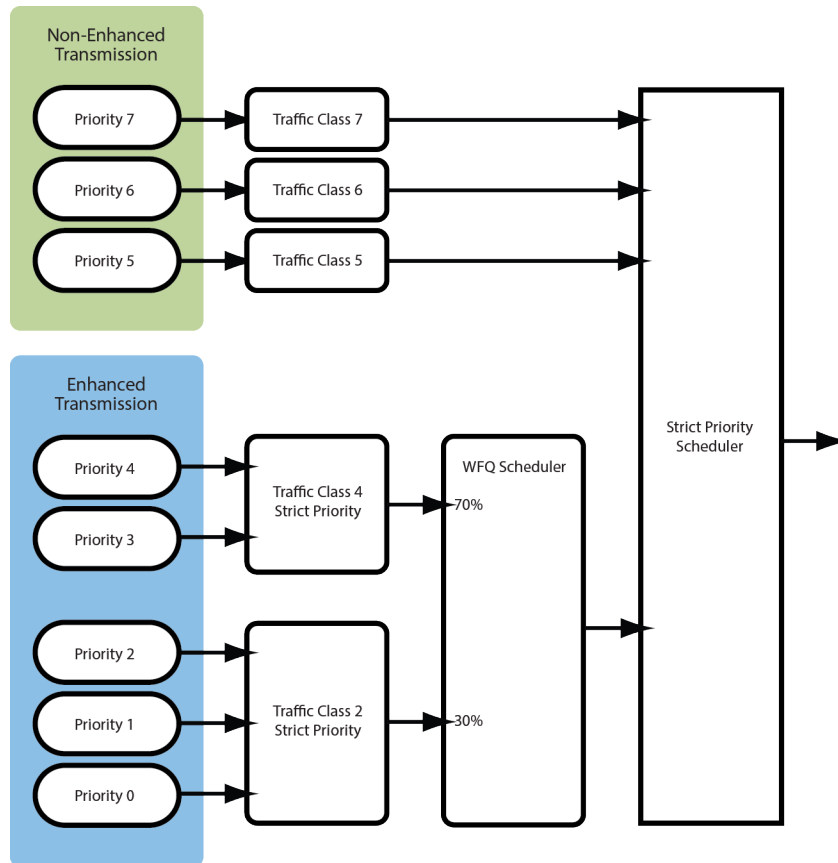 Non-Enhanced
Transmission
Priority 7
Traffic Class 7
Priority 6
Traffic Class 6
Priority 5
Traffic Class 5
Enhanced
Transmission
Priority 4
Priority 3
Traffic Class 4
Strict Priority
WFQ Scheduler
70%
Strict Priority
Scheduler
Priority 2
Priority 1
Priority 0
Traffic Class 2
Strict Priority
30%